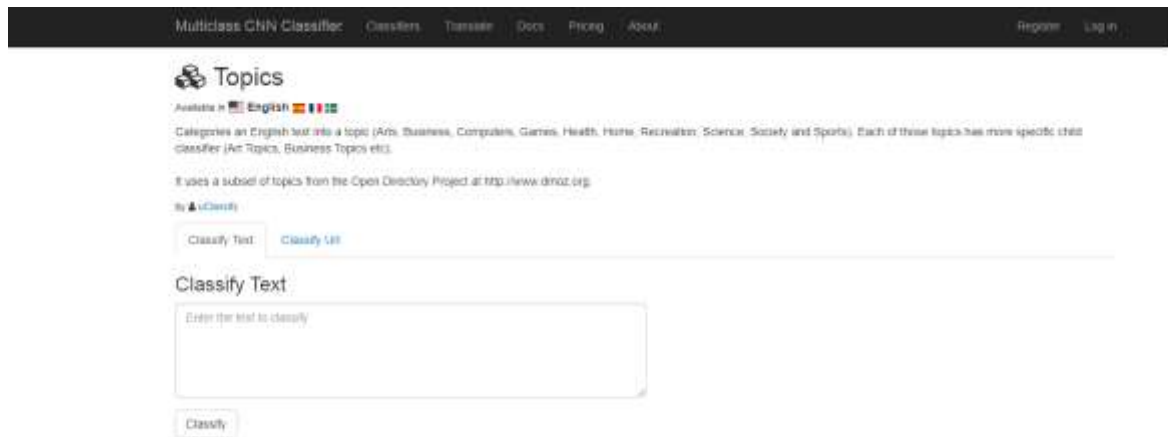 Multiclass CNN Classifier Classifiers Translate Docs Pricing About Register Log in
Topics
Available in English
Categories an English text into a topic (Arts, Business, Computers, Games, Health, Home, Recreation, Science, Society and Sports). Each of those topics has more specific child
classifier (Art Topics, Business Topics etc).
It uses a subset of topics from the Open Directory Project at http://www.dmoz.org.
By uClassify
Classify Text Classify Url
Classify Text
Enter the text to classify
Classify